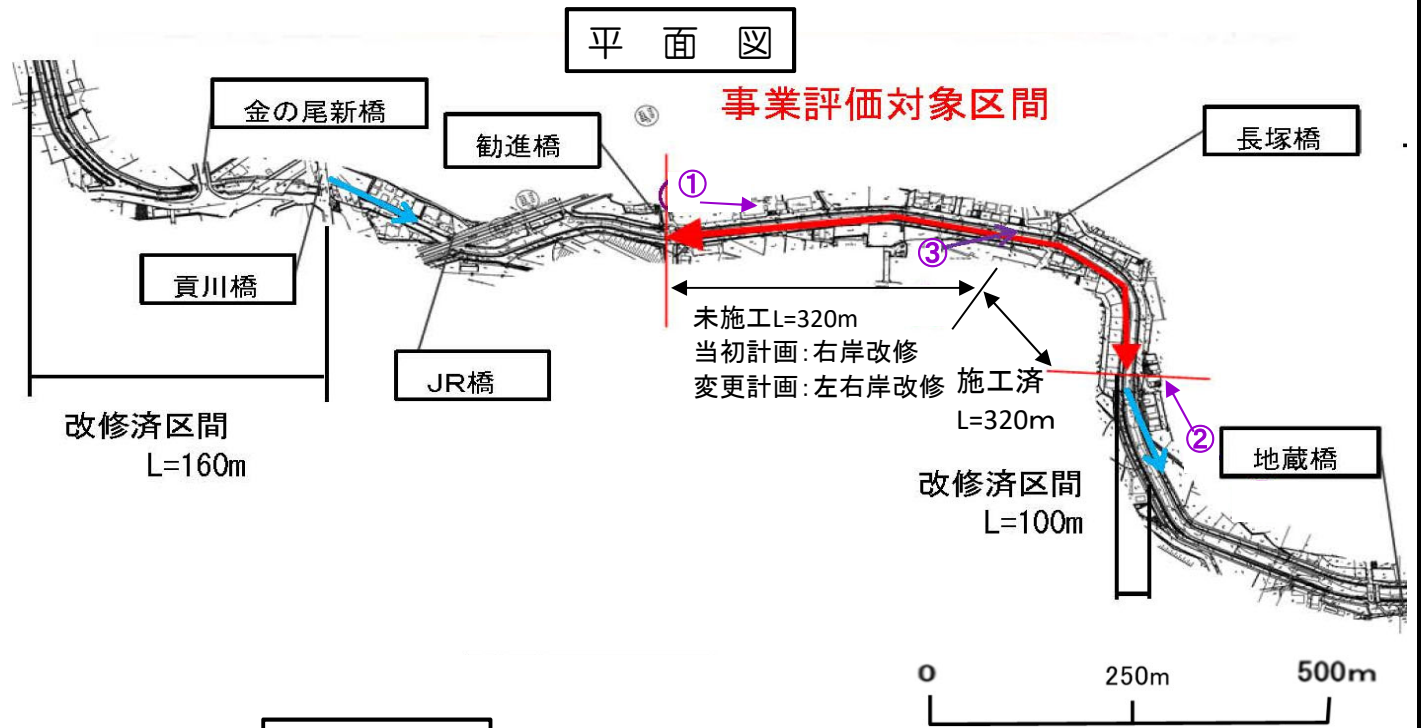 平 面 図
事業評価対象区間
金の尾新橋
勧進橋
長塚橋
①
③
貢川橋
JR橋
未施工L=320m
当初計画：右岸改修
変更計画：左右岸改修
施工済
L=320m
②
地蔵橋
改修済区間
L=160m
改修済区間
L=100m
0
250m
500m